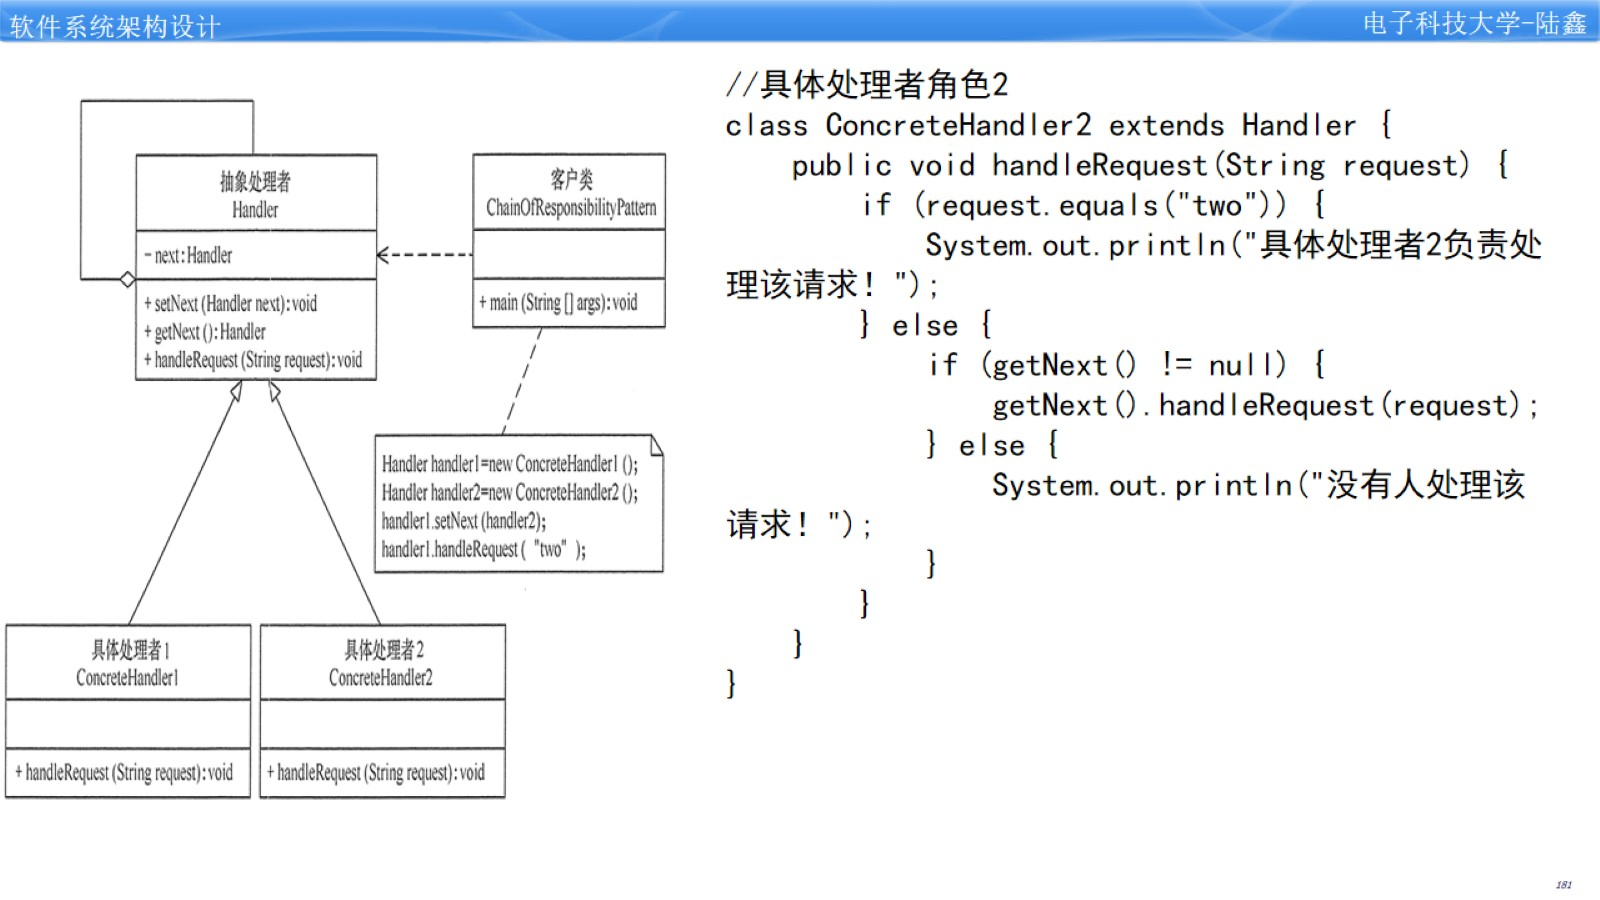 软件系统架构设计
电子科技大学-陆鑫
抽象处理者
Handler
- next:Handler
+ setNext (Handler next):void
+ getNext ():Handler
+ handleRequest (String request):void
客户类
ChainOfResponsibilityPattern
+ main (String [] args):void
Handler handler1=new ConcreteHandler1 ();
Handler handler2=new ConcreteHandler2 ();
handler1.setNext (handler2);
handler1.handleRequest ( "two" );
具体处理者1
ConcreteHandler1
+ handleRequest (String request):void
具体处理者2
ConcreteHandler2
+ handleRequest (String request):void
//具体处理者角色2
class ConcreteHandler2 extends Handler {
public void handleRequest(String request) {
if (request.equals("two")) {
System.out.println("具体处理者2负责处
理该请求！");
} else {
if (getNext() != null) {
getNext().handleRequest(request);
} else {
System.out.println("没有人处理该
请求！");
}
}
}
}
181